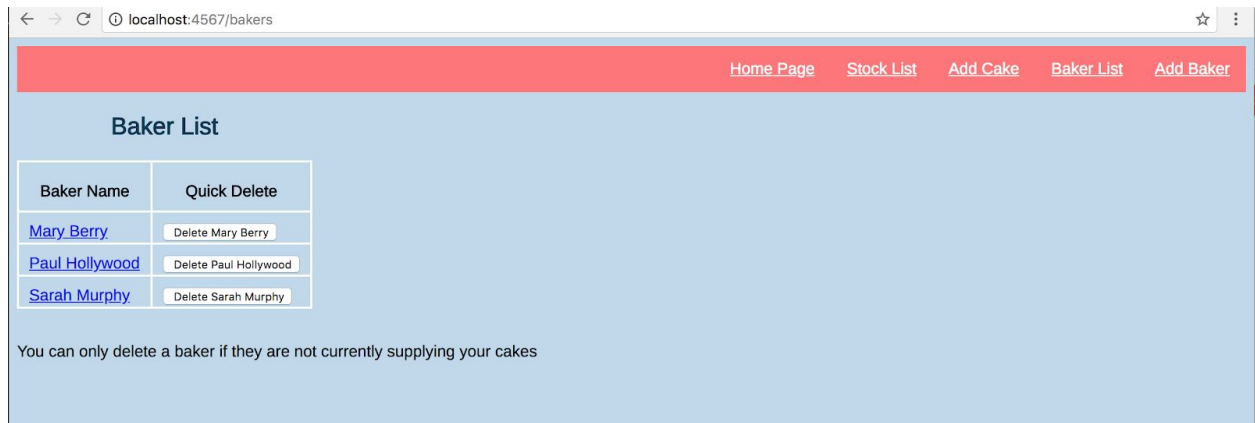 localhost:4567/bakers
Home Page Stock List Add Cake Baker List Add Baker
Baker List
Baker Name Quick Delete
Mary Berry Delete Mary Berry
Paul Hollywood Delete Paul Hollywood
Sarah Murphy Delete Sarah Murphy
You can only delete a baker if they are not currently supplying your cakes